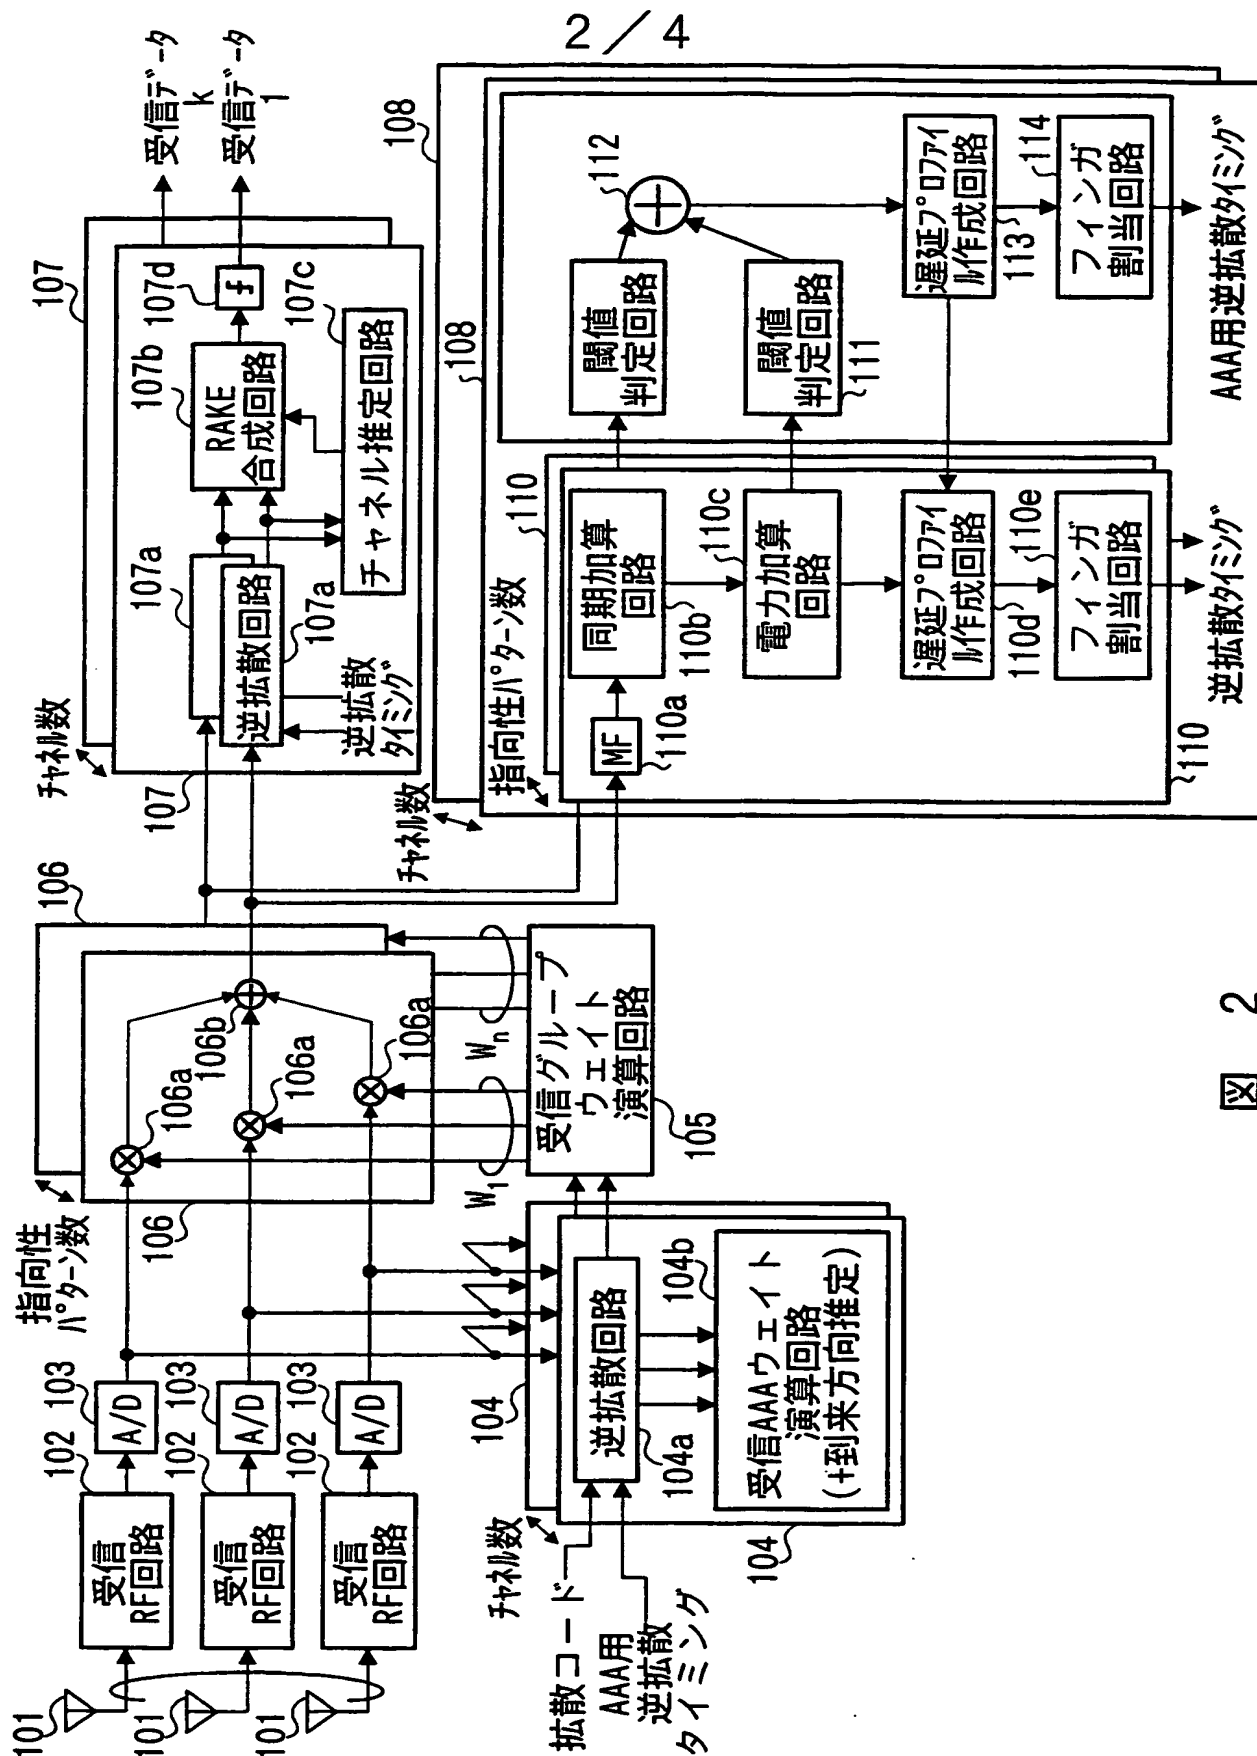 2/4
101
101
101
受信
RF回路
受信
RF回路
受信
RF回路
102
102
102
A/D
A/D
A/D
103
103
103
指向性
パターン数
106
106
106a
106a
106a
106b
W1
Wn
受信グループ
ウェイト
演算回路
105
チャネル数
104
104
拡散コード
AAA用
逆拡散
タイミング
逆拡散回路
104a
104b
受信AAAウェイト
演算回路
(+到来方向推定)
チャネル数
107
107
107a
逆拡散回路
107a
逆拡散
タイミング
107b
RAKE
合成回路
107d
107c
チャネル推定回路
受信データ
k
受信データ
1
チャネル数
108
108
指向性パターン数
110
110
MF
110a
同期加算
回路
110b
110c
電力加算
回路
遅延プロファイ
ル作成回路
110d
110e
フィンガ
割当回路
逆拡散タイミング
閾値
判定回路
閾値
判定回路
111
112
遅延プロファイ
ル作成回路
113
114
フィンガ
割当回路
AAA用逆拡散タイミング
図 2